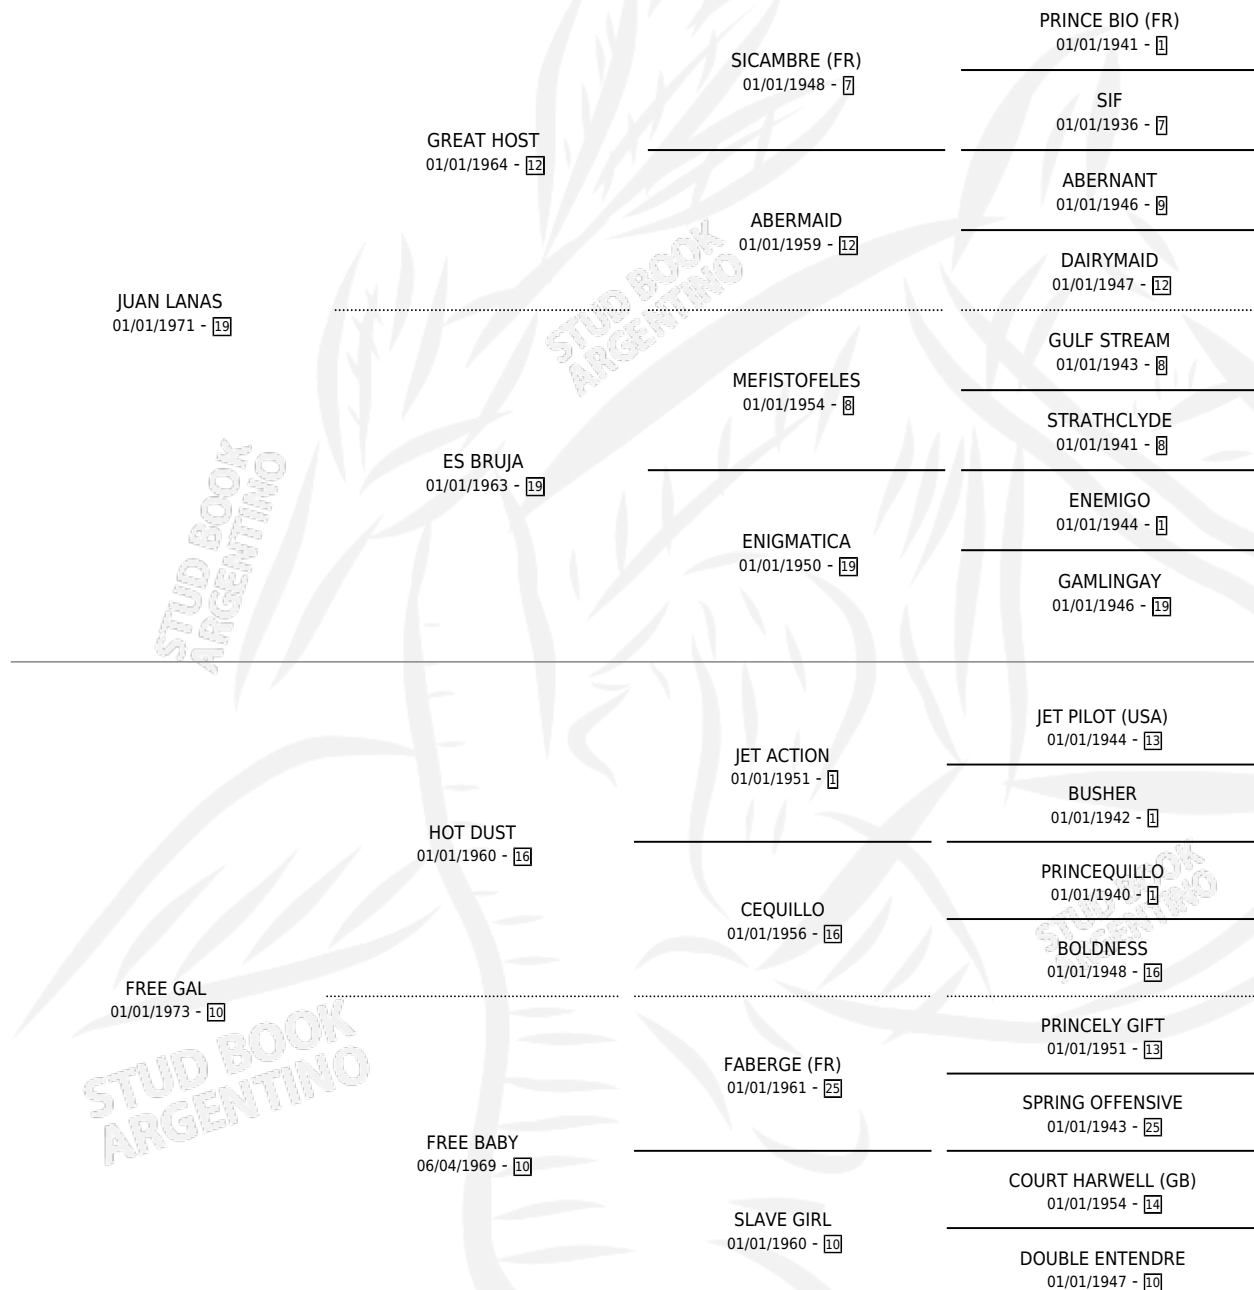 PRINCE BIO (FR)
01/01/1941 - 1
SICAMBRE (FR)
01/01/1948 - 7
SIF
01/01/1936 - 7
GREAT HOST
01/01/1964 - 12
ABERNANT
01/01/1946 - 9
ABERMAID
01/01/1959 - 12
DAIRYMAID
01/01/1947 - 12
JUAN LANAS
01/01/1971 - 19
STUD BOOK
ARGENTINO
GULF STREAM
01/01/1943 - 8
MEFISTOFELES
01/01/1954 - 8
STRATHCLYDE
01/01/1941 - 8
ES BRUJA
01/01/1963 - 19
ENEMIGO
01/01/1944 - 1
ENIGMATICA
01/01/1950 - 19
GAMLINGAY
01/01/1946 - 19
STUD BOOK
ARGENTINO
JET PILOT (USA)
01/01/1944 - 13
JET ACTION
01/01/1951 - 1
BUSHER
01/01/1942 - 1
HOT DUST
01/01/1960 - 16
PRINCEQUILLO
01/01/1940 - 1
CEQUILLO
01/01/1956 - 16
BOLDNESS
01/01/1948 - 16
STUD BOOK
ARGENTINO
FREE GAL
01/01/1973 - 10
STUD BOOK
ARGENTINO
PRINCELY GIFT
01/01/1951 - 13
FABERGE (FR)
01/01/1961 - 25
SPRING OFFENSIVE
01/01/1943 - 25
FREE BABY
06/04/1969 - 10
COURT HARWELL (GB)
01/01/1954 - 14
SLAVE GIRL
01/01/1960 - 10
DOUBLE ENTENDRE
01/01/1947 - 10